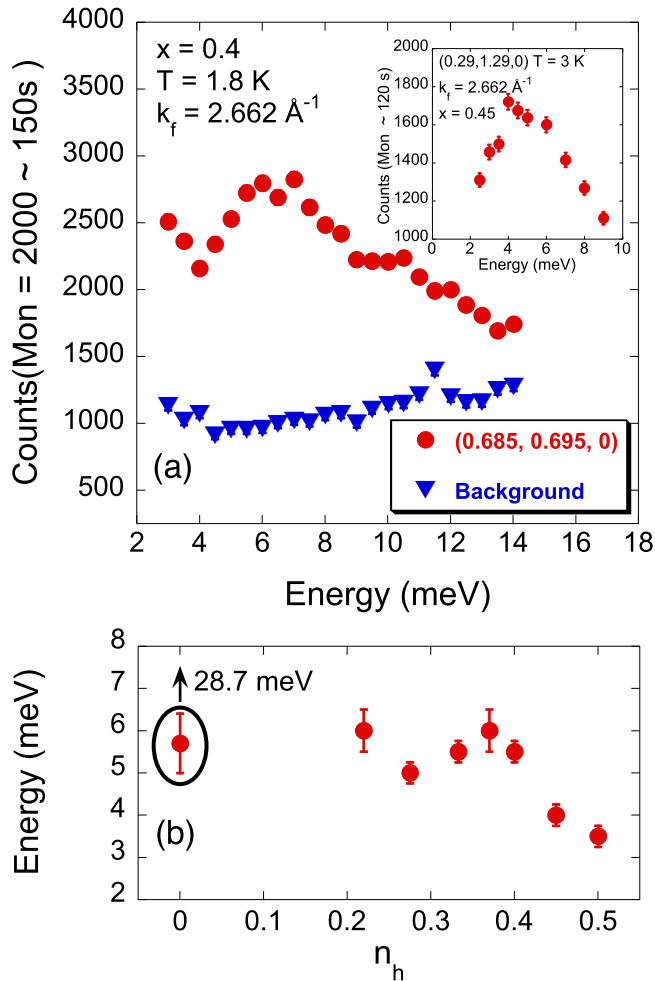 4000
3500
3000
2500
2000
1500
1000
500
Counts(Mon = 2000 ~ 150s )
x = 0.4
T = 1.8 K
k_f = 2.662 Å^-1
2000
1800
1600
1400
1200
1000
Counts (Mon ~ 120 s)
(0.29,1.29,0) T = 3 K
k_f = 2.662 Å^-1
x = 0.45
0 2 4 6 8 10
Energy (meV)
(a)
(0.685, 0.695, 0)
Background
2 4 6 8 10 12 14 16 18
Energy (meV)
8
7
6
5
4
3
2
Energy (meV)
28.7 meV
(b)
0 0.1 0.2 0.3 0.4 0.5
n_h